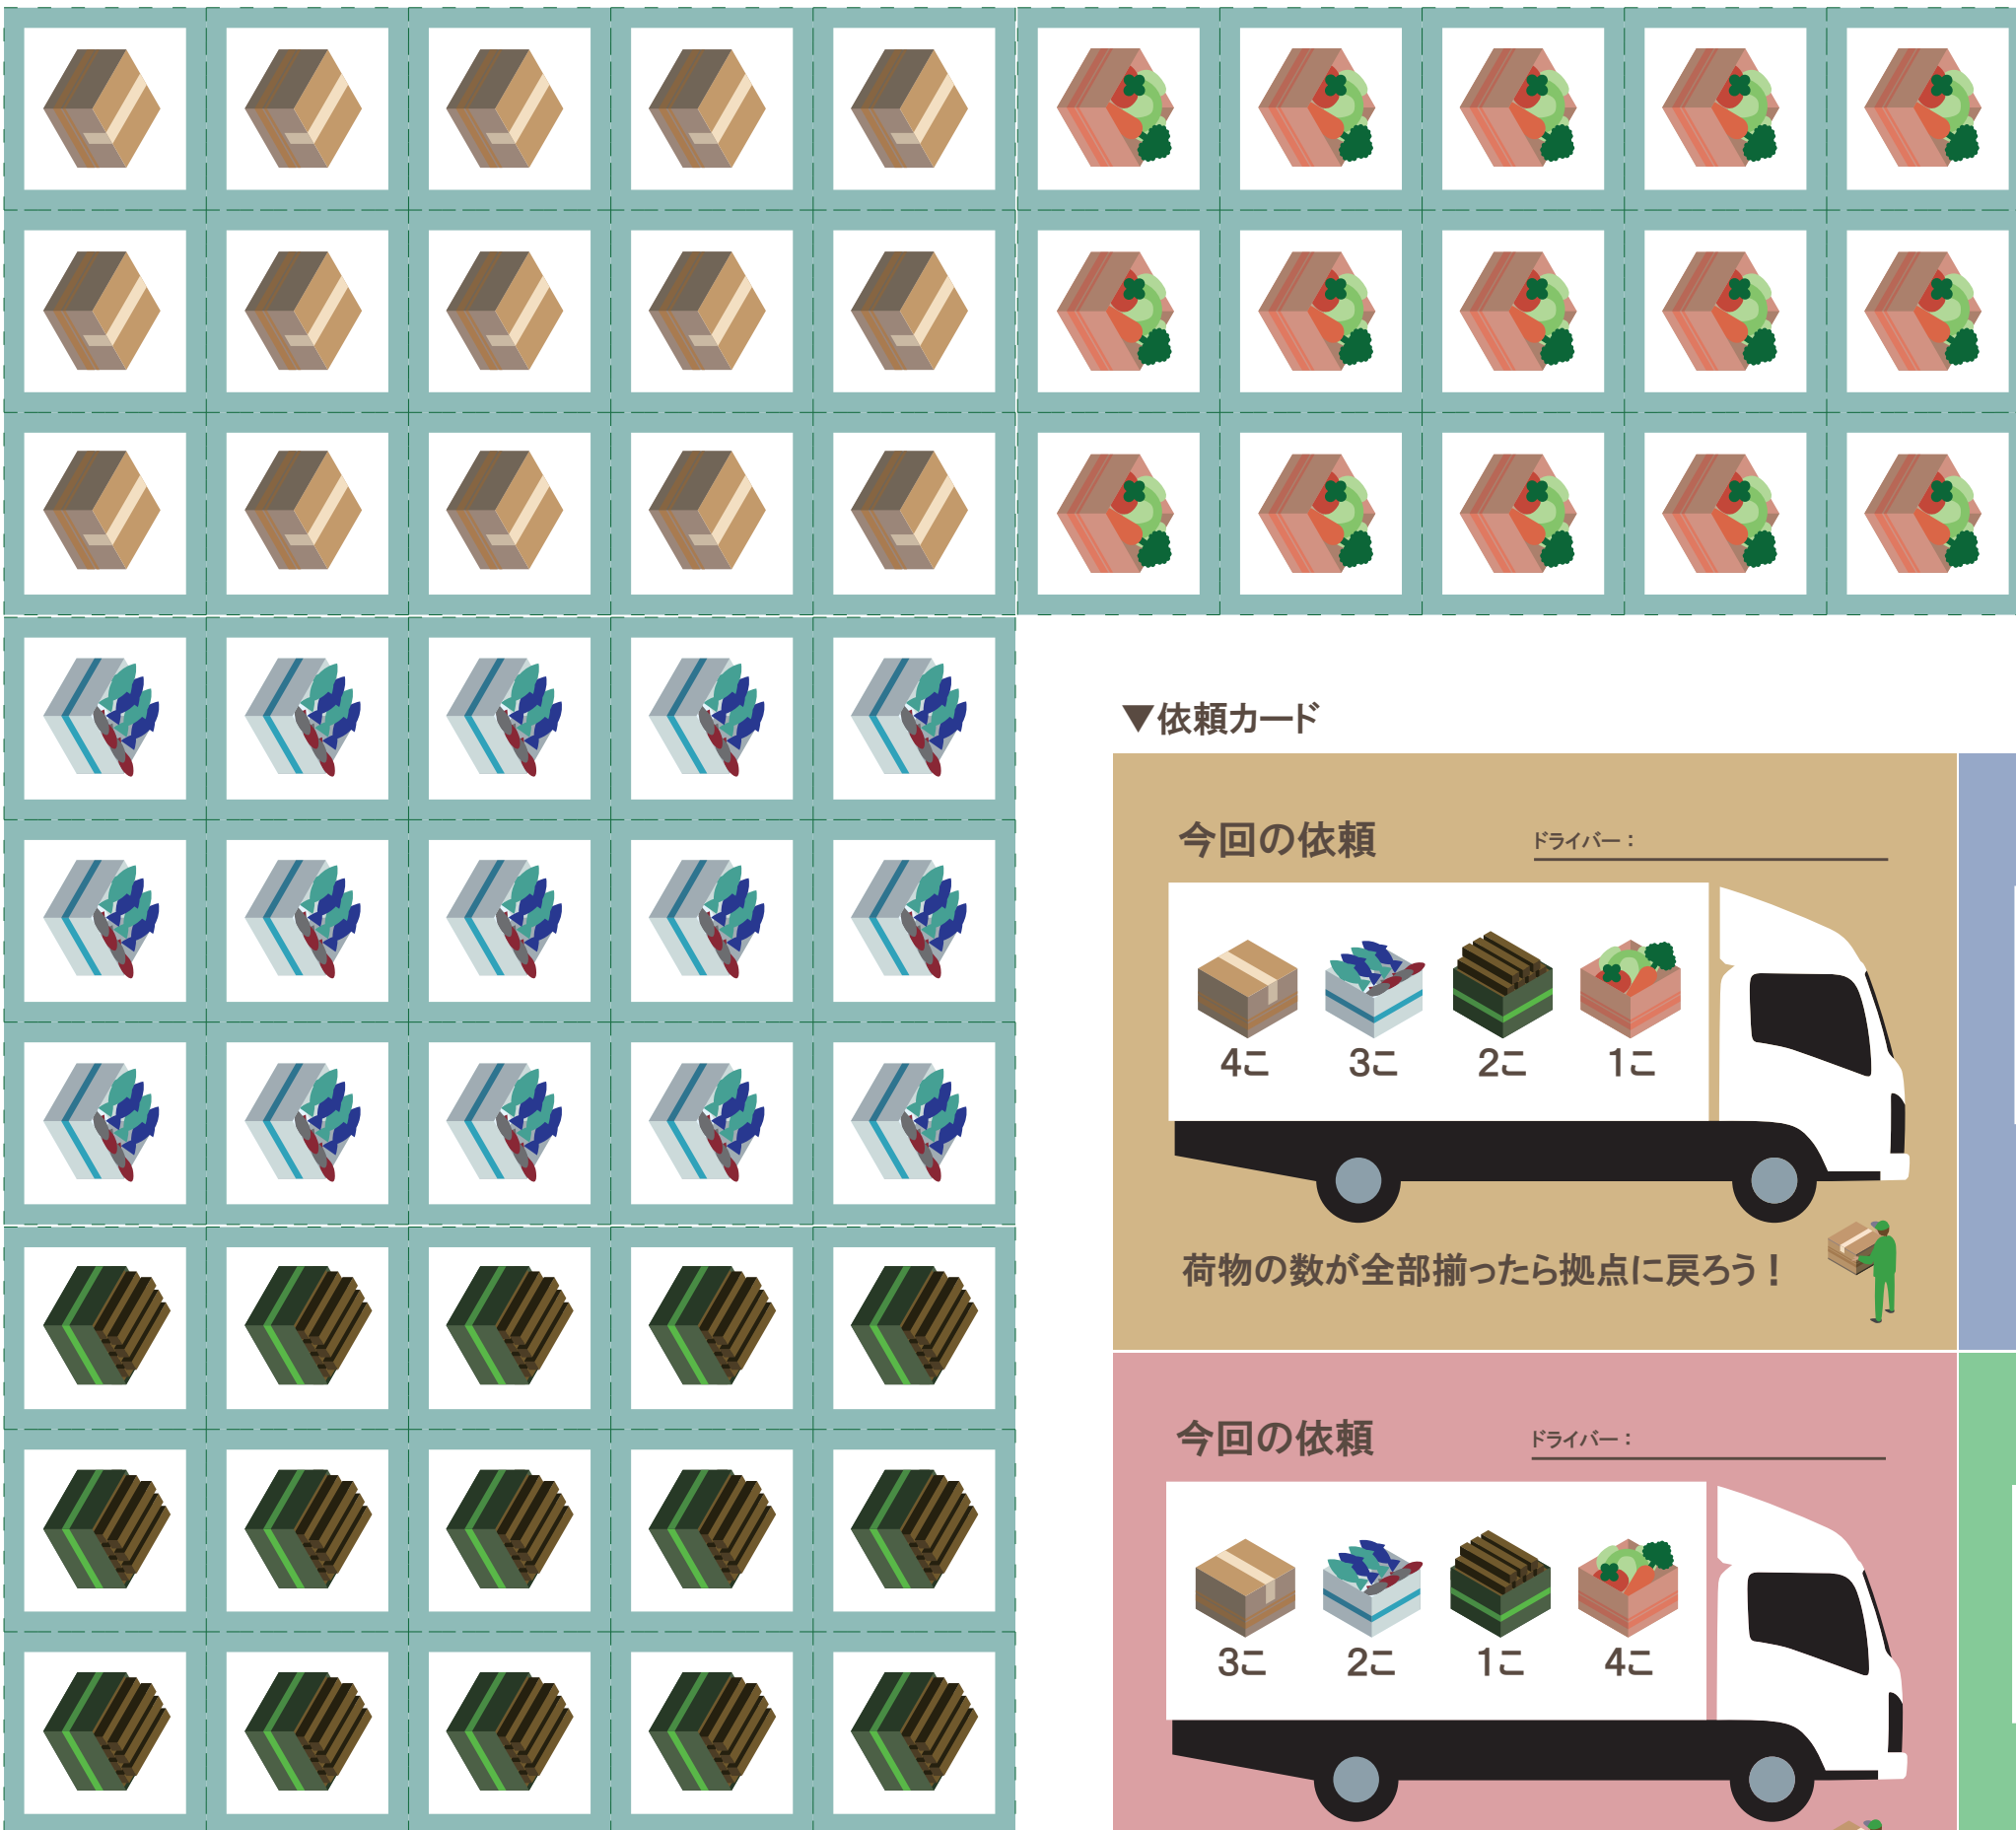 ▼依頼カード
今回の依頼
ドライバー：
4こ 3こ 2こ 1こ
荷物の数が全部揃ったら拠点に戻ろう！
今回の依頼
ドライバー：
3こ 2こ 1こ 4こ